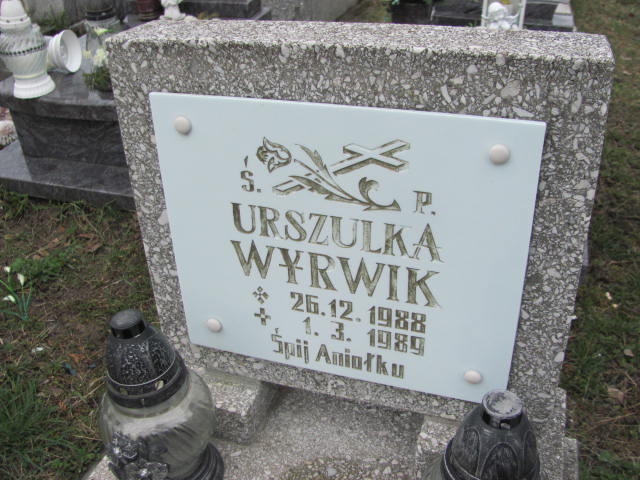 Ś. P.
URSZULKA
WYRWIK
26.12.1988
1. 3. 1989
Śpij Aniołku